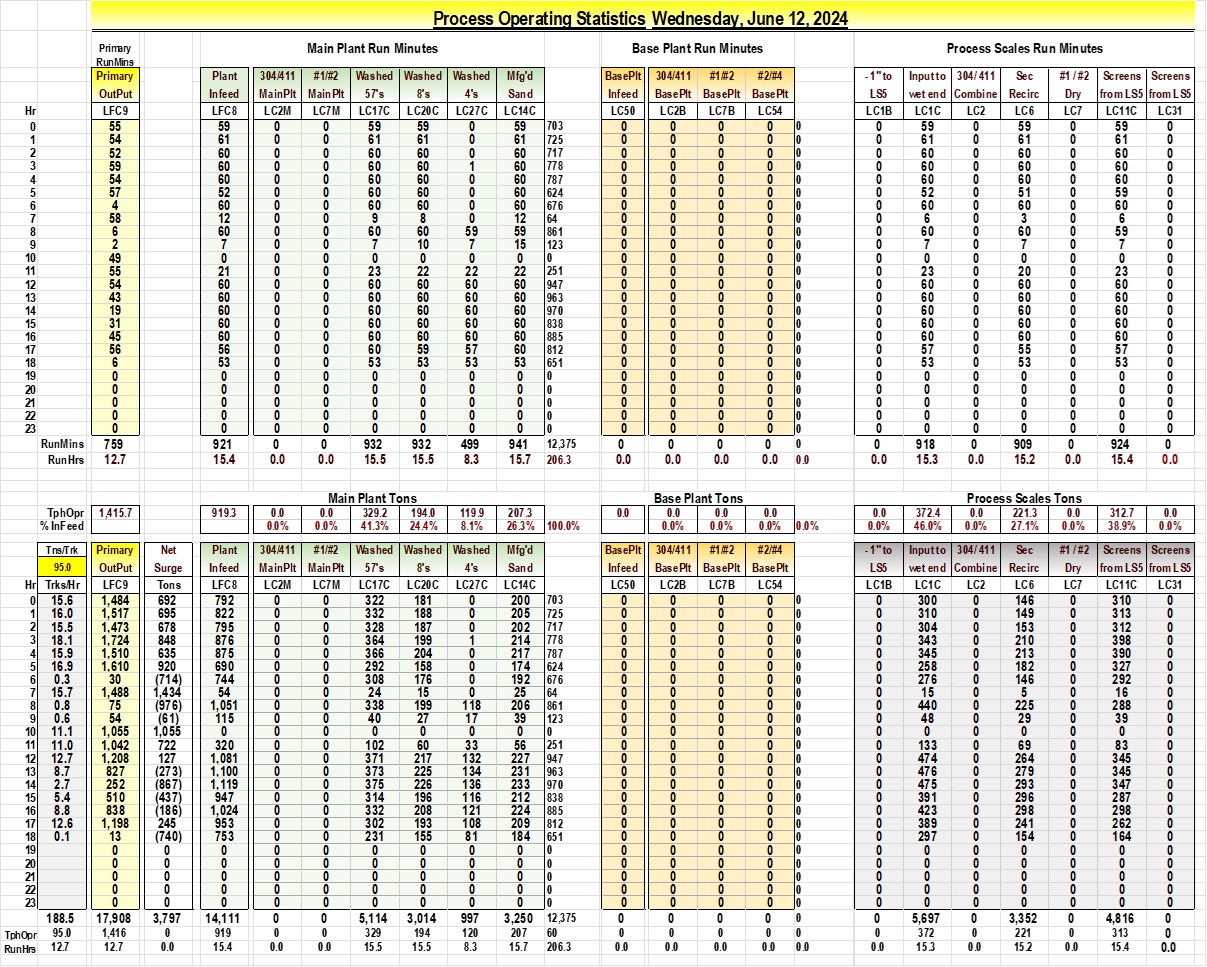 Process Operating Statistics Wednesday, June 12, 2024
Primary Main Plant Run Minutes Base Plant Run Minutes Process Scales Run Minutes
RunMins
Primary Plant 304/411 #1/#2 Washed Washed Washed Mfg'd BasePlt 304/411 #1/#2 #2/#4 - 1" to Input to 304/ 411 Sec #1 / #2 Screens Screens
OutPut Infeed MainPlt MainPlt 57's 8's 4's Sand Infeed BasePlt BasePlt BasePlt LS5 wet end Combine Recirc Dry from LS5 from LS5
Hr LFC9 LFC8 LC2M LC7M LC17C LC20C LC27C LC14C LC50 LC2B LC7B LC54 LC1B LC1C LC2 LC6 LC7 LC11C LC31
0 55 59 0 0 59 59 0 59 703 0 0 0 0 0 0 59 0 59 0 59 0
1 54 61 0 0 61 61 0 61 725 0 0 0 0 0 0 61 0 61 0 61 0
2 52 60 0 0 60 60 0 60 717 0 0 0 0 0 0 60 0 60 0 60 0
3 59 60 0 0 60 60 1 60 778 0 0 0 0 0 0 60 0 60 0 60 0
4 54 60 0 0 60 60 0 60 787 0 0 0 0 0 0 60 0 60 0 60 0
5 57 52 0 0 60 60 0 60 624 0 0 0 0 0 0 52 0 51 0 59 0
6 4 60 0 0 60 60 0 60 676 0 0 0 0 0 0 60 0 60 0 60 0
7 58 12 0 0 9 8 0 12 64 0 0 0 0 0 0 6 0 3 0 6 0
8 6 60 0 0 60 60 59 59 861 0 0 0 0 0 0 60 0 60 0 59 0
9 2 7 0 0 7 10 7 15 123 0 0 0 0 0 0 7 0 7 0 7 0
10 49 0 0 0 0 0 0 0 0 0 0 0 0 0 0 0 0 0 0 0 0
11 55 21 0 0 23 22 22 22 251 0 0 0 0 0 0 23 0 20 0 23 0
12 54 60 0 0 60 60 60 60 947 0 0 0 0 0 0 60 0 60 0 60 0
13 43 60 0 0 60 60 60 60 963 0 0 0 0 0 0 60 0 60 0 60 0
14 19 60 0 0 60 60 60 60 970 0 0 0 0 0 0 60 0 60 0 60 0
15 31 60 0 0 60 60 60 60 838 0 0 0 0 0 0 60 0 60 0 60 0
16 45 60 0 0 60 60 60 60 885 0 0 0 0 0 0 60 0 60 0 60 0
17 56 56 0 0 60 59 57 60 812 0 0 0 0 0 0 57 0 55 0 57 0
18 6 53 0 0 53 53 53 53 651 0 0 0 0 0 0 53 0 53 0 53 0
19 0 0 0 0 0 0 0 0 0 0 0 0 0 0 0 0 0 0 0 0 0
20 0 0 0 0 0 0 0 0 0 0 0 0 0 0 0 0 0 0 0 0 0
21 0 0 0 0 0 0 0 0 0 0 0 0 0 0 0 0 0 0 0 0 0
22 0 0 0 0 0 0 0 0 0 0 0 0 0 0 0 0 0 0 0 0 0
23 0 0 0 0 0 0 0 0 0 0 0 0 0 0 0 0 0 0 0 0 0
RunMins 759 921 0 0 932 932 499 941 12,375 0 0 0 0 0 0 918 0 909 0 924 0
RunHrs 12.7 15.4 0.0 0.0 15.5 15.5 8.3 15.7 206.3 0.0 0.0 0.0 0.0 0.0 0.0 15.3 0.0 15.2 0.0 15.4 0.0
Main Plant Tons Base Plant Tons Process Scales Tons
TphOpr 1,415.7 919.3 0.0 0.0 329.2 194.0 119.9 207.3 0.0 0.0 0.0 0.0 0.0 372.4 0.0 221.3 0.0 312.7 0.0
% InFeed 0.0% 0.0% 41.3% 24.4% 8.1% 26.3% 100.0% 0.0% 0.0% 0.0% 0.0% 0.0% 46.0% 0.0% 27.1% 0.0% 38.9% 0.0%
Tns/Trk Primary Net Plant 304/411 #1/#2 Washed Washed Washed Mfg'd BasePlt 304/411 #1/#2 #2/#4 - 1" to Input to 304/ 411 Sec #1 / #2 Screens Screens
95.0 OutPut Surge Infeed MainPlt MainPlt 57's 8's 4's Sand Infeed BasePlt BasePlt BasePlt LS5 wet end Combine Recirc Dry from LS5 from LS5
Hr Trks/Hr LFC9 Tons LFC8 LC2M LC7M LC17C LC20C LC27C LC14C LC50 LC2B LC7B LC54 LC1B LC1C LC2 LC6 LC7 LC11C LC31
0 15.6 1,484 692 792 0 0 322 181 0 200 703 0 0 0 0 0 0 300 0 146 0 310 0
1 16.0 1,517 695 822 0 0 332 188 0 205 725 0 0 0 0 0 0 310 0 149 0 313 0
2 15.5 1,473 678 795 0 0 328 187 0 202 717 0 0 0 0 0 0 304 0 153 0 312 0
3 18.1 1,724 848 876 0 0 364 199 1 214 778 0 0 0 0 0 0 343 0 210 0 398 0
4 15.9 1,510 635 875 0 0 366 204 0 217 787 0 0 0 0 0 0 345 0 213 0 390 0
5 16.9 1,610 920 690 0 0 292 158 0 174 624 0 0 0 0 0 0 258 0 182 0 327 0
6 0.3 30 (714) 744 0 0 308 176 0 192 676 0 0 0 0 0 0 276 0 146 0 292 0
7 15.7 1,488 1,434 54 0 0 24 15 0 25 64 0 0 0 0 0 0 15 0 5 0 16 0
8 0.8 75 (976) 1,051 0 0 338 199 118 206 861 0 0 0 0 0 0 440 0 225 0 288 0
9 0.6 54 (61) 115 0 0 40 27 17 39 123 0 0 0 0 0 0 48 0 29 0 39 0
10 11.1 1,055 1,055 0 0 0 0 0 0 0 0 0 0 0 0 0 0 0 0 0 0 0 0
11 11.0 1,042 722 320 0 0 102 60 33 56 251 0 0 0 0 0 0 133 0 69 0 83 0
12 12.7 1,208 127 1,081 0 0 371 217 132 227 947 0 0 0 0 0 0 474 0 264 0 345 0
13 8.7 827 (273) 1,100 0 0 373 225 134 231 963 0 0 0 0 0 0 476 0 279 0 345 0
14 2.7 252 (867) 1,119 0 0 375 226 136 233 970 0 0 0 0 0 0 475 0 293 0 347 0
15 5.4 510 (437) 947 0 0 314 196 116 212 838 0 0 0 0 0 0 391 0 296 0 287 0
16 8.8 838 (186) 1,024 0 0 332 208 121 224 885 0 0 0 0 0 0 423 0 298 0 298 0
17 12.6 1,198 245 953 0 0 302 193 108 209 812 0 0 0 0 0 0 389 0 241 0 262 0
18 0.1 13 (740) 753 0 0 231 155 81 184 651 0 0 0 0 0 0 297 0 154 0 164 0
19 0 0 0 0 0 0 0 0 0 0 0 0 0 0 0 0 0 0 0 0 0 0
20 0 0 0 0 0 0 0 0 0 0 0 0 0 0 0 0 0 0 0 0 0 0
21 0 0 0 0 0 0 0 0 0 0 0 0 0 0 0 0 0 0 0 0 0 0
22 0 0 0 0 0 0 0 0 0 0 0 0 0 0 0 0 0 0 0 0 0 0
23 0 0 0 0 0 0 0 0 0 0 0 0 0 0 0 0 0 0 0 0 0 0
188.5 17,908 3,797 14,111 0 0 5,114 3,014 997 3,250 12,375 0 0 0 0 0 0 5,697 0 3,352 0 4,816 0
TphOpr 95.0 1,416 0 919 0 0 329 194 120 207 60 0 0 0 0 0 0 372 0 221 0 313 0
RunHrs 12.7 12.7 0.0 15.4 0.0 0.0 15.5 15.5 8.3 15.7 206.3 0.0 0.0 0.0 0.0 0.0 0.0 15.3 0.0 15.2 0.0 15.4 0.0